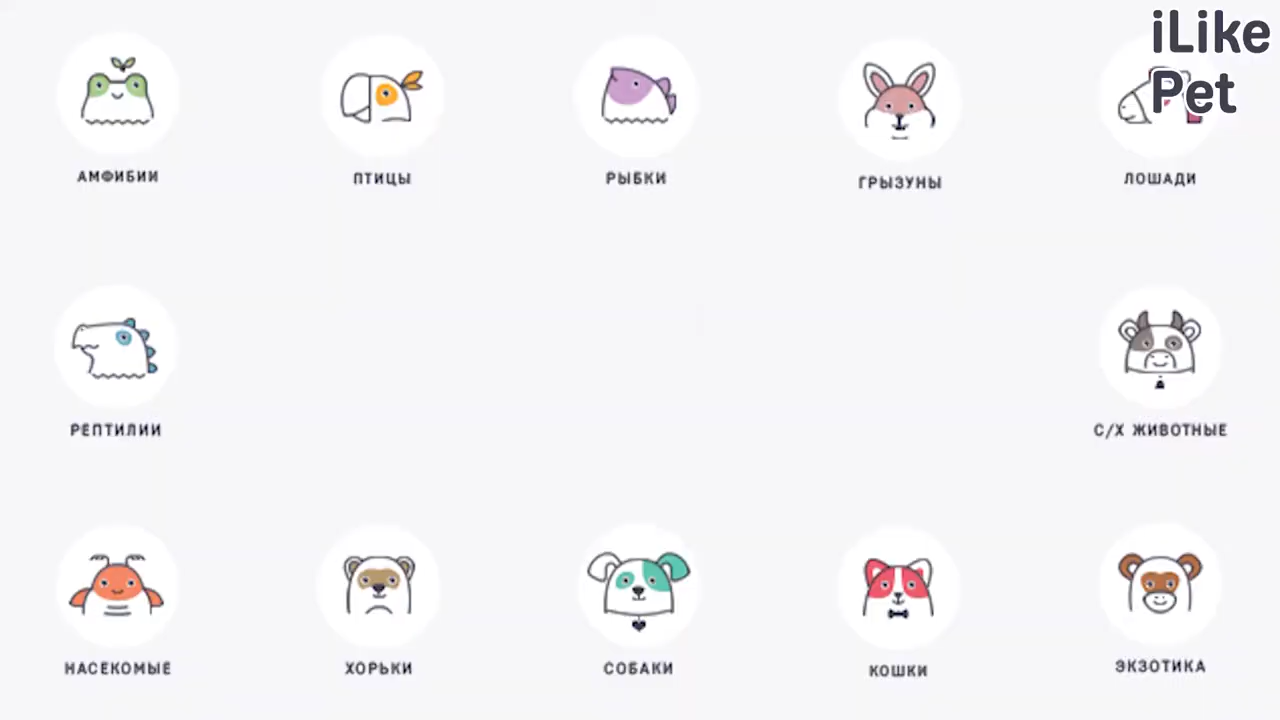 iLike
Pet
АМФИБИИ
ПТИЦЫ
РЫБКИ
ГРЫЗУНЫ
ЛОШАДИ
РЕПТИЛИИ
С/Х ЖИВОТНЫЕ
НАСЕКОМЫЕ
ХОРЬКИ
СОБАКИ
КОШКИ
ЭКЗОТИКА